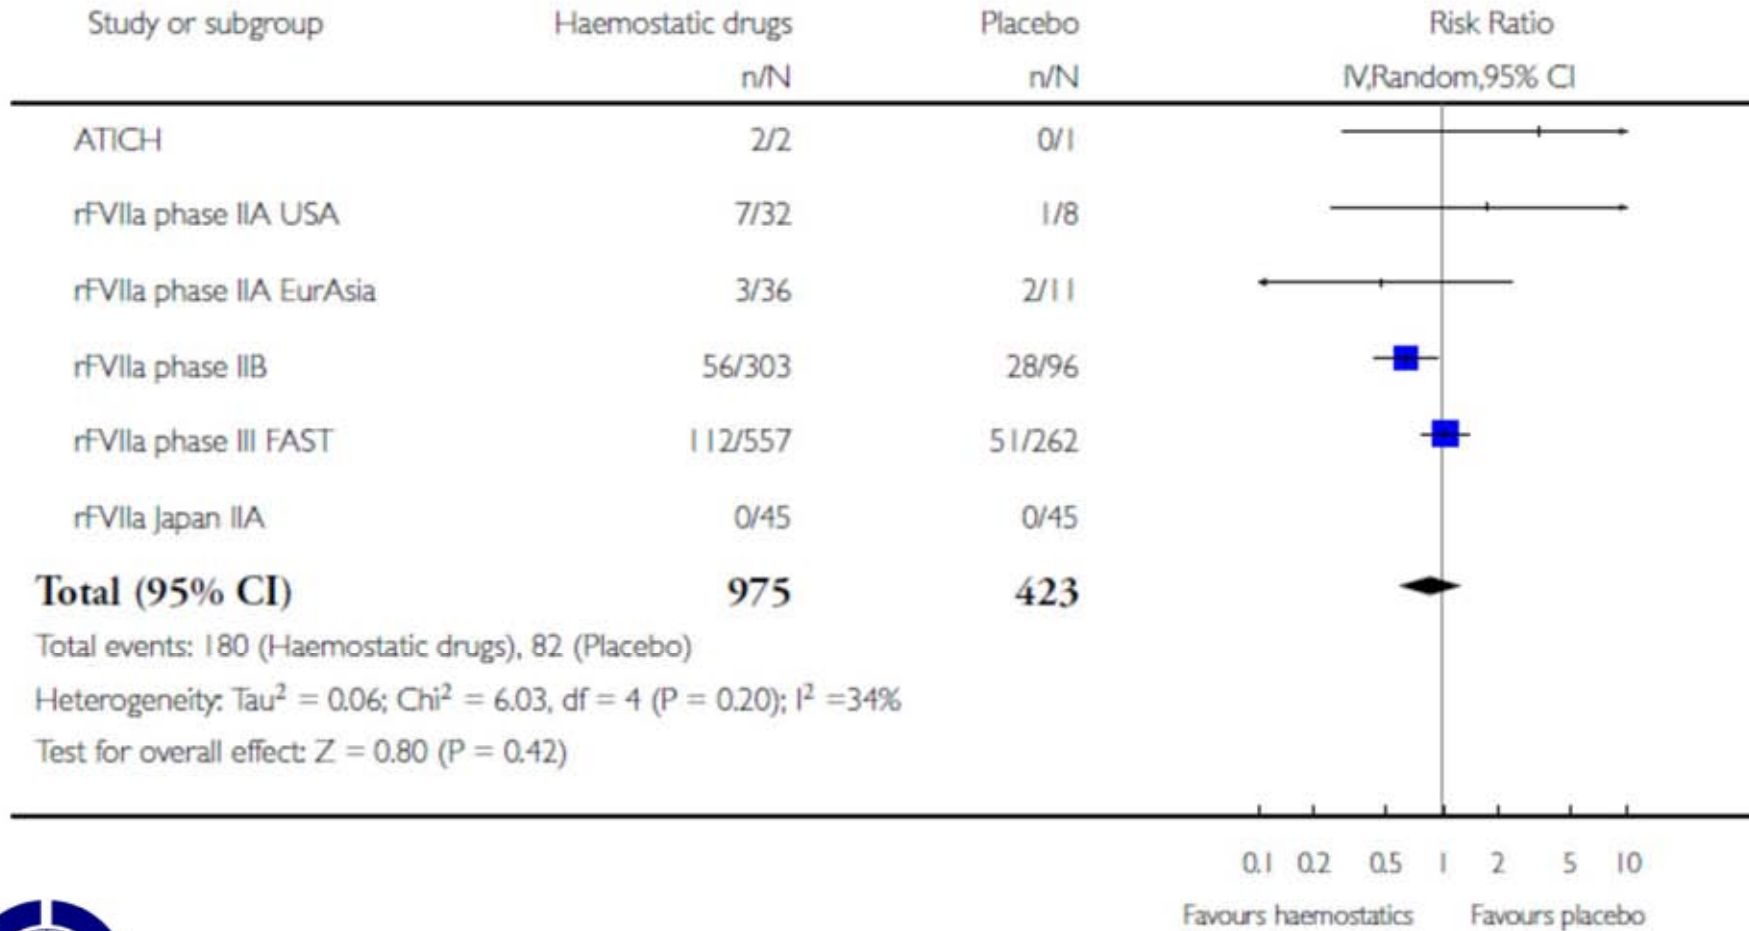 Study or subgroup Haemostatic drugs Placebo Risk Ratio
n/N n/N IV,Random,95% CI
ATICH 2/2 0/1
rFVIIa phase IIA USA 7/32 1/8
rFVIIa phase IIA EurAsia 3/36 2/11
rFVIIa phase IIB 56/303 28/96
rFVIIa phase III FAST 112/557 51/262
rFVIIa Japan IIA 0/45 0/45
Total (95% CI) 975 423
Total events: 180 (Haemostatic drugs), 82 (Placebo)
Heterogeneity: Tau² = 0.06; Chi² = 6.03, df = 4 (P = 0.20); I² =34%
Test for overall effect: Z = 0.80 (P = 0.42)
0.1 0.2 0.5 1 2 5 10
Favours haemostatics Favours placebo